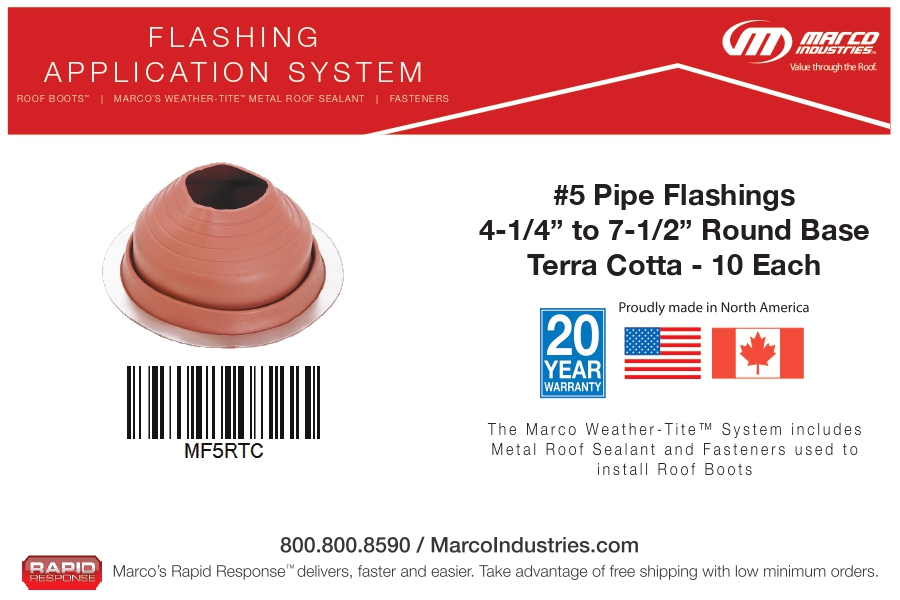 FLASHING
APPLICATION SYSTEM
ROOF BOOTS™ | MARCO'S WEATHER-TITE™ METAL ROOF SEALANT | FASTENERS
MARCO
INDUSTRIES™
Value through the Roof.
#5 Pipe Flashings
4-1/4” to 7-1/2” Round Base
Terra Cotta - 10 Each
Proudly made in North America
20
YEAR
WARRANTY
MF5RTC
The Marco Weather-Tite™ System includes
Metal Roof Sealant and Fasteners used to
install Roof Boots
800.800.8590 / MarcoIndustries.com
RAPID
RESPONSE
Marco's Rapid Response™ delivers, faster and easier. Take advantage of free shipping with low minimum orders.